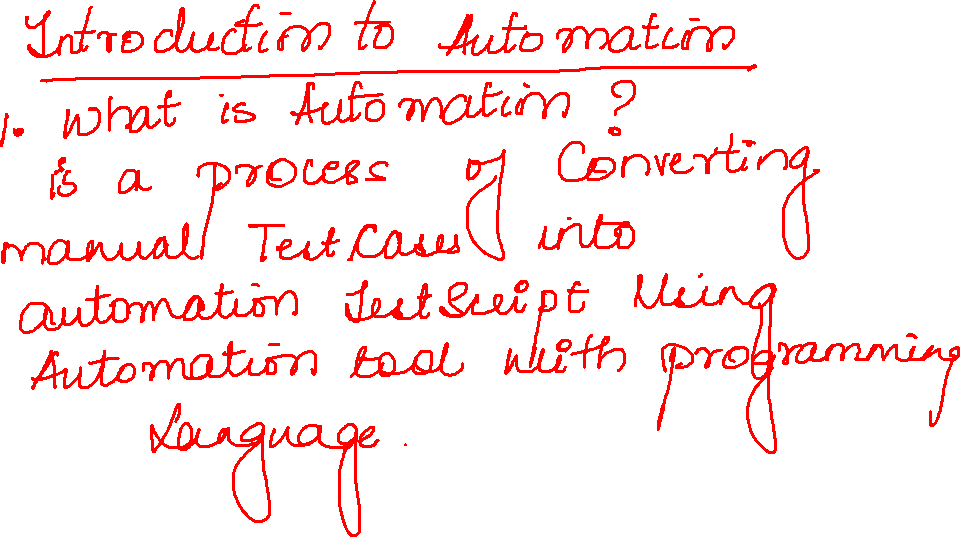 Introduction to Automation
1. What is Automation ?
is a process of Converting
manual Test Cases into
automation Test Script Using
Automation tool with programming
Language.